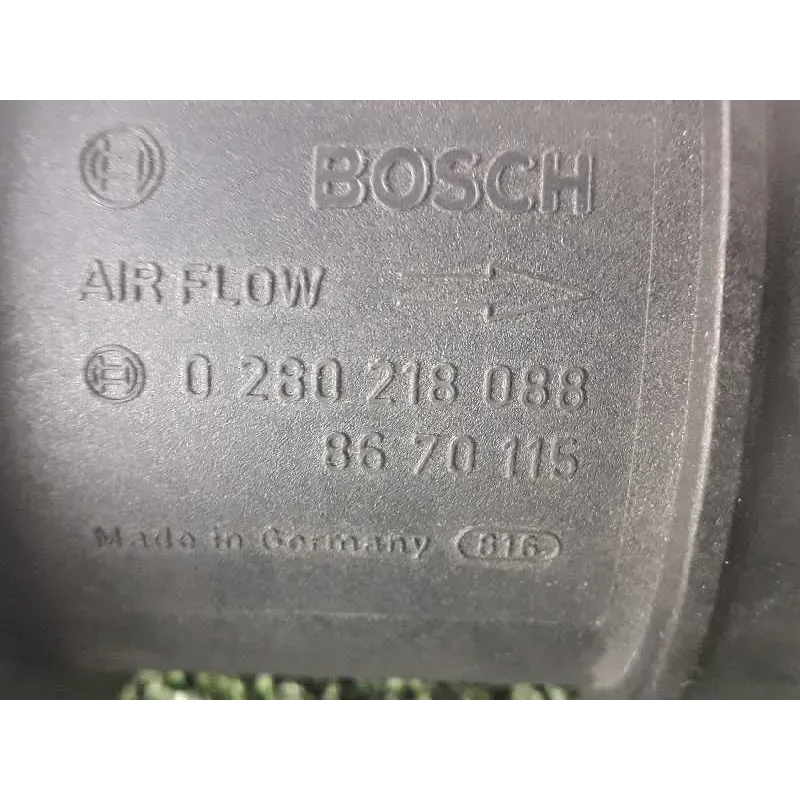 BOSCH
AIR FLOW
0 280 218 088
86 70 115
Made in Germany 816